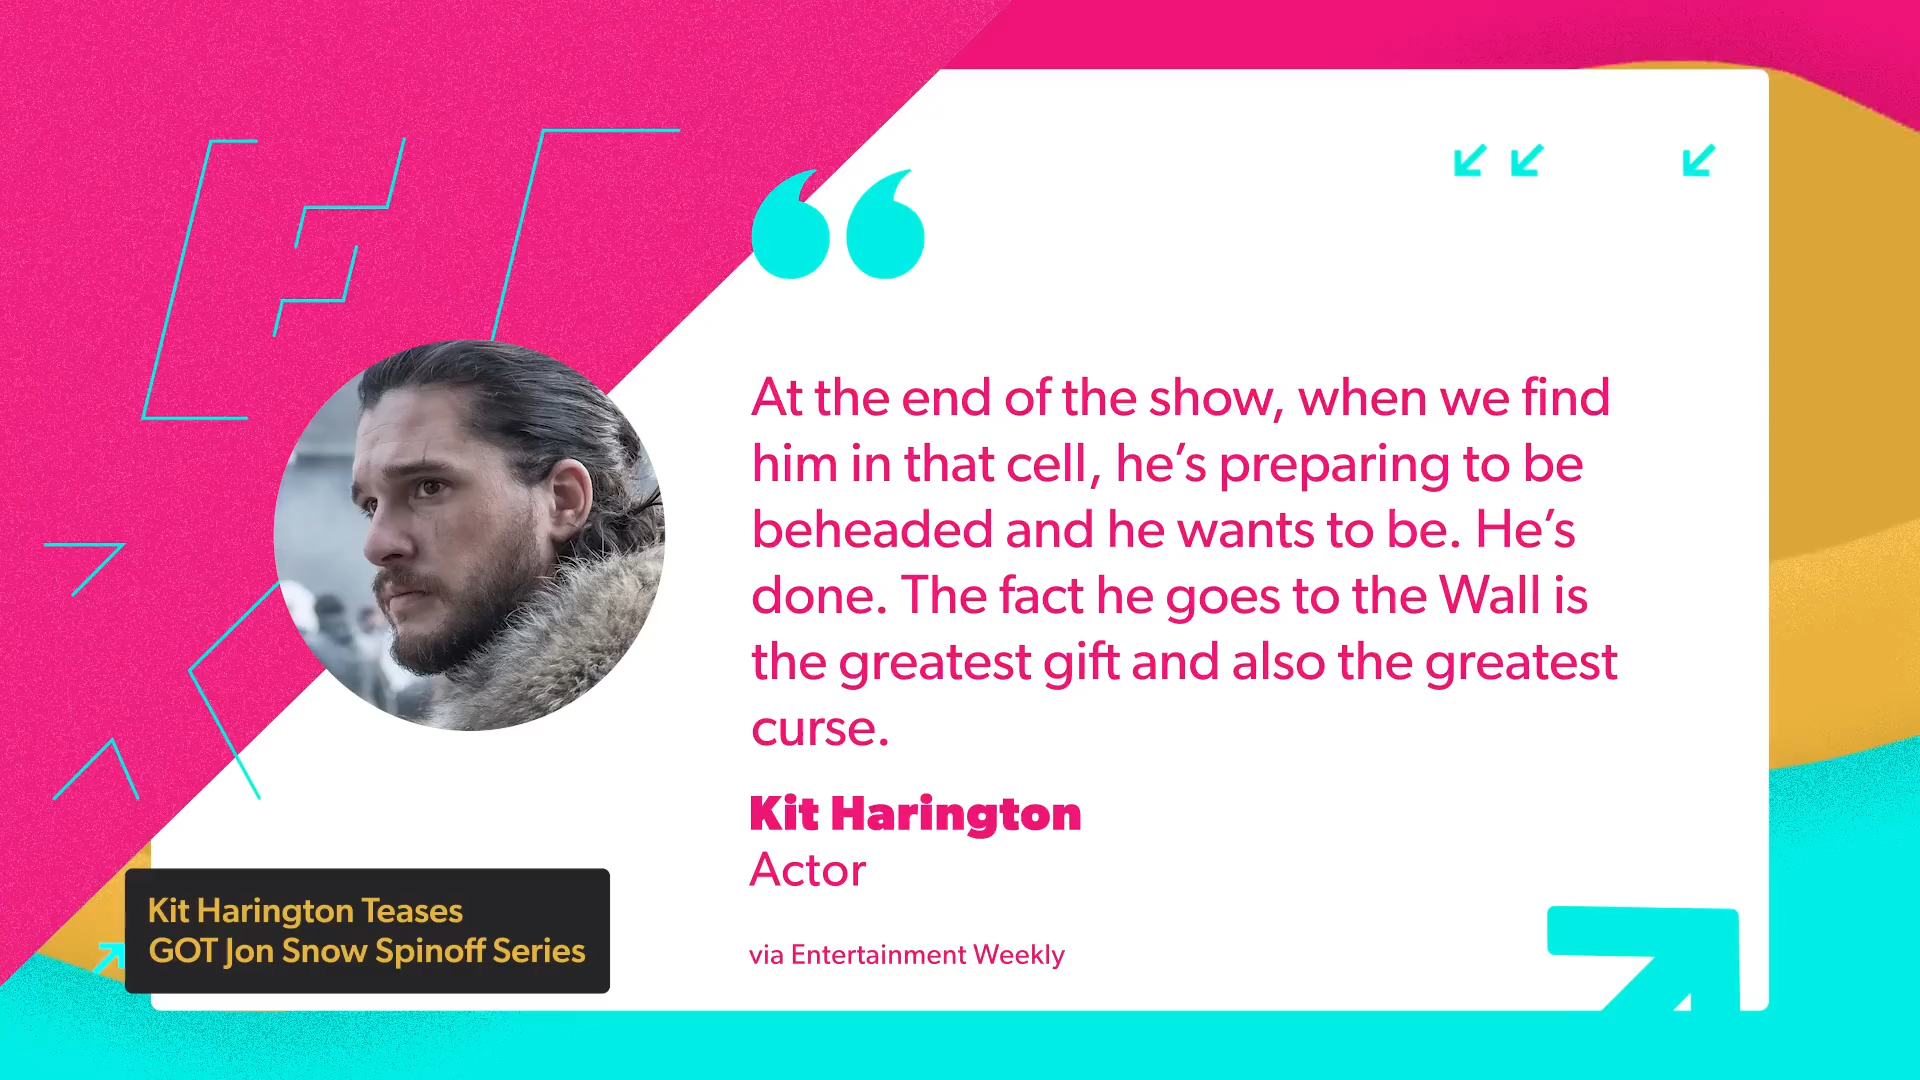 At the end of the show, when we find
him in that cell, he’s preparing to be
beheaded and he wants to be. He’s
done. The fact he goes to the Wall is
the greatest gift and also the greatest
curse.
Kit Harington
Actor
via Entertainment Weekly
Kit Harington Teases
GOT Jon Snow Spinoff Series